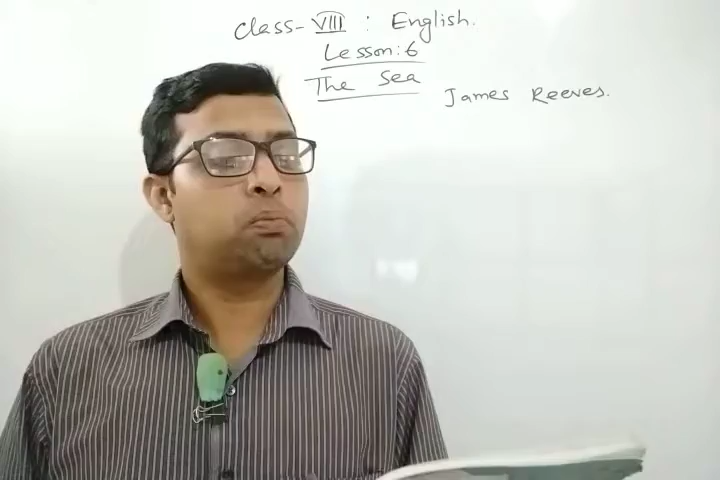 Class- VIII : English.
Lesson: 6
The Sea
James Reeves.